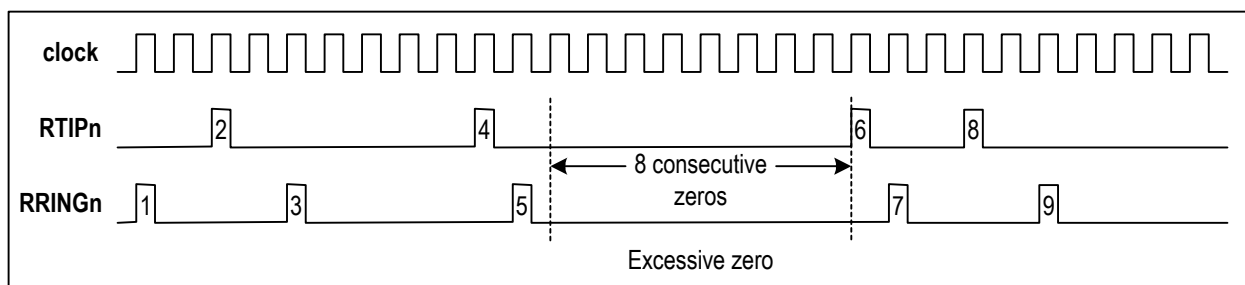 clock
RTIPn
2
4
6
8
8 consecutive
zeros
RRINGn
1
3
5
7
9
Excessive zero